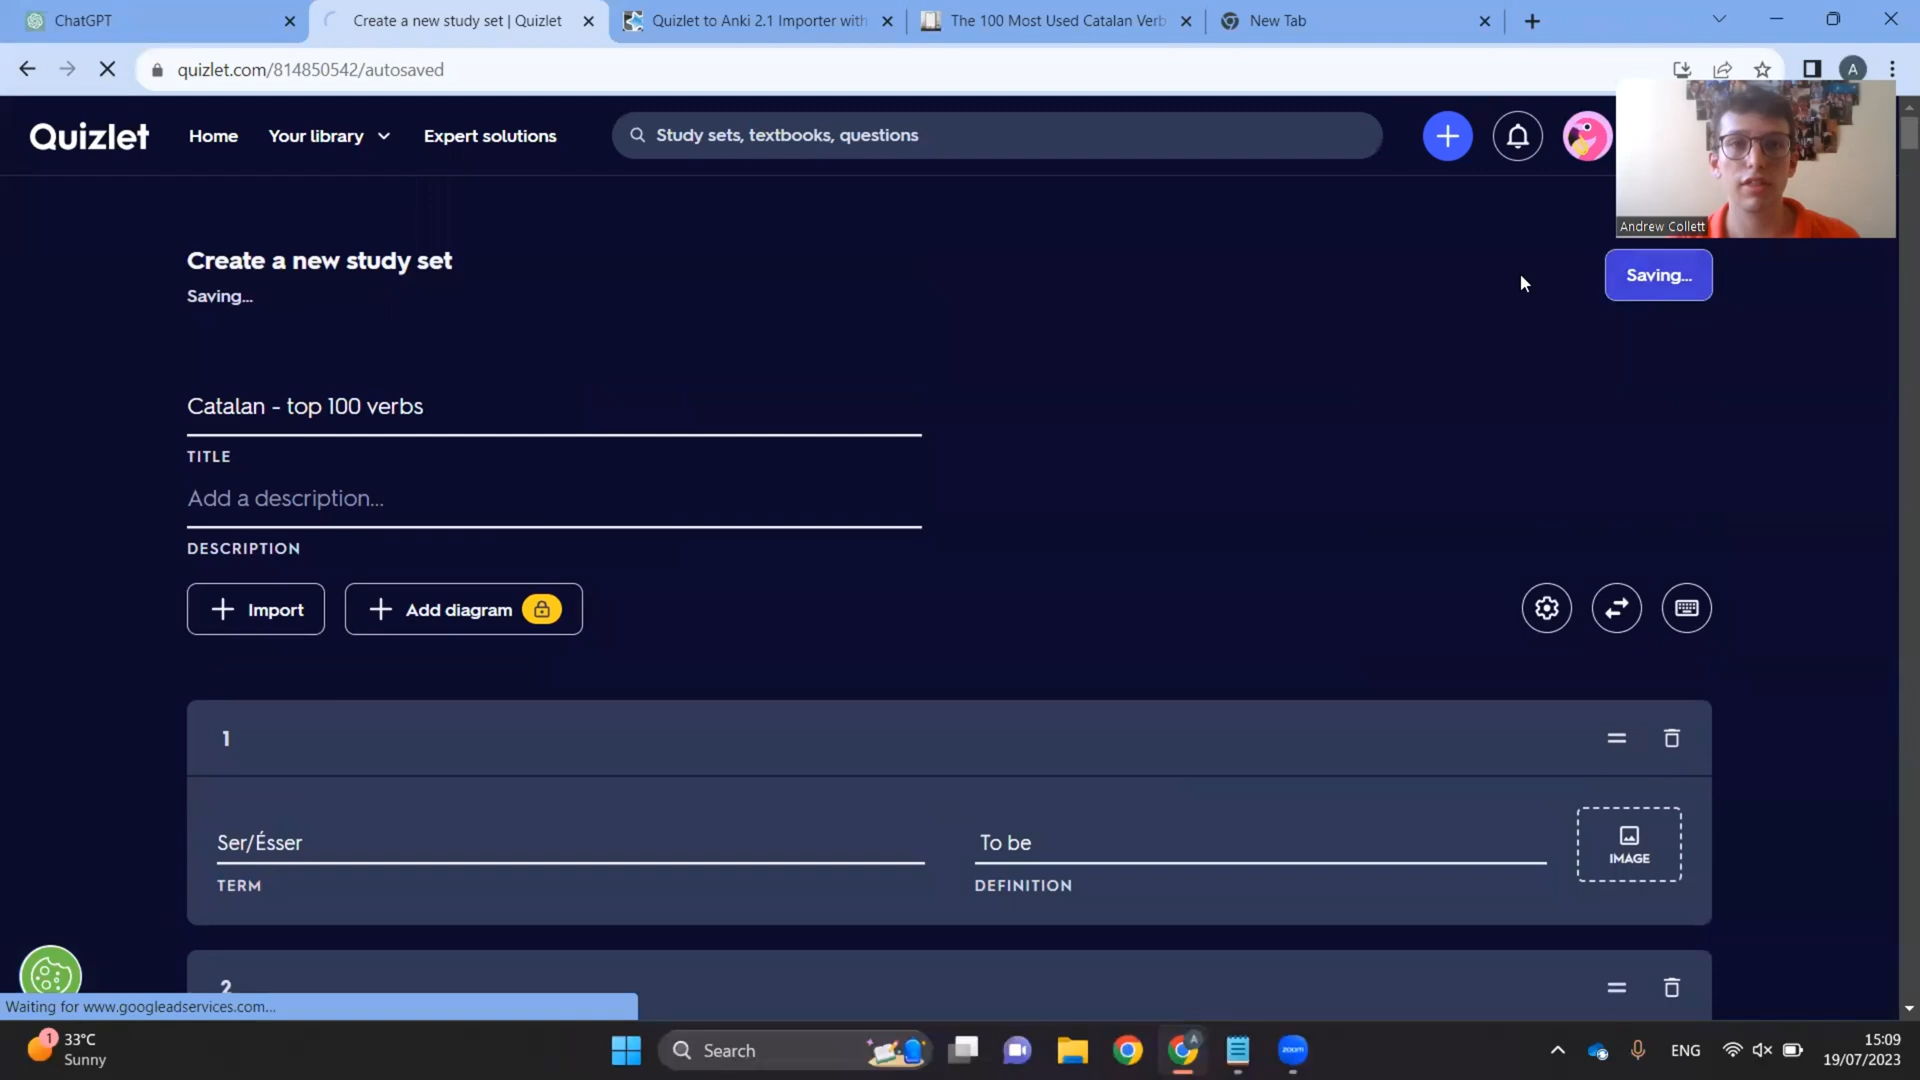 ChatGPT
Create a new study set | Quizlet
Quizlet to Anki 2.1 Importer with
The 100 Most Used Catalan Verb
New Tab
quizlet.com/814850542/autosaved
A
Quizlet
Home
Your library
Expert solutions
Study sets, textbooks, questions
Andrew Collett
Create a new study set
Saving...
Saving...
Catalan - top 100 verbs
TITLE
Add a description...
DESCRIPTION
Import
Add diagram
1
Ser/Ésser
To be
IMAGE
TERM
DEFINITION
2
Waiting for www.googleadservices.com...
1
33°C
Sunny
Search
A
zoom
ENG
15:09
19/07/2023